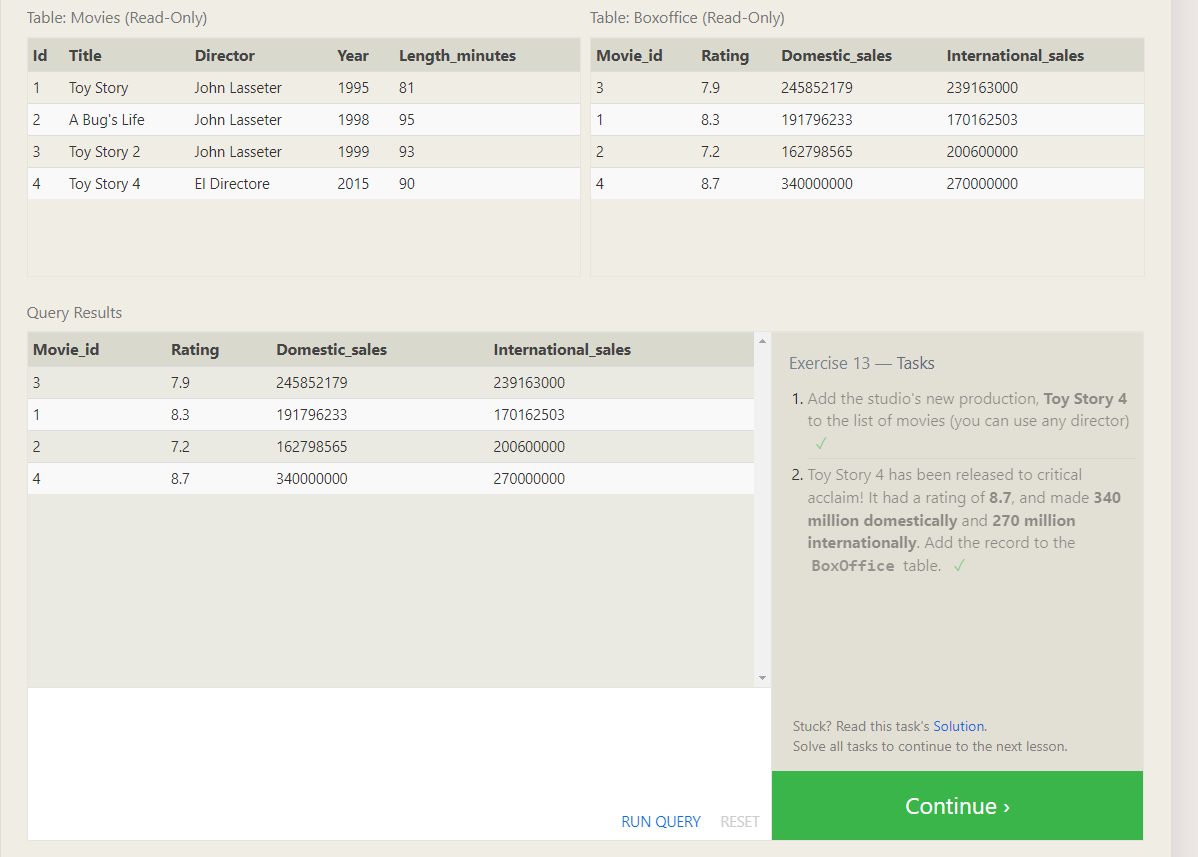 Table: Movies (Read-Only)
Id Title Director Year Length_minutes
1 Toy Story John Lasseter 1995 81
2 A Bug's Life John Lasseter 1998 95
3 Toy Story 2 John Lasseter 1999 93
4 Toy Story 4 El Directore 2015 90
Table: Boxoffice (Read-Only)
Movie_id Rating Domestic_sales International_sales
3 7.9 245852179 239163000
1 8.3 191796233 170162503
2 7.2 162798565 200600000
4 8.7 340000000 270000000
Query Results
Movie_id Rating Domestic_sales International_sales
3 7.9 245852179 239163000
1 8.3 191796233 170162503
2 7.2 162798565 200600000
4 8.7 340000000 270000000
RUN QUERY RESET
Exercise 13 — Tasks
1. Add the studio's new production, Toy Story 4
to the list of movies (you can use any director)
✓
2. Toy Story 4 has been released to critical
acclaim! It had a rating of 8.7, and made 340
million domestically and 270 million
internationally. Add the record to the
BoxOffice table. ✓
Stuck? Read this task's Solution.
Solve all tasks to continue to the next lesson.
Continue ›